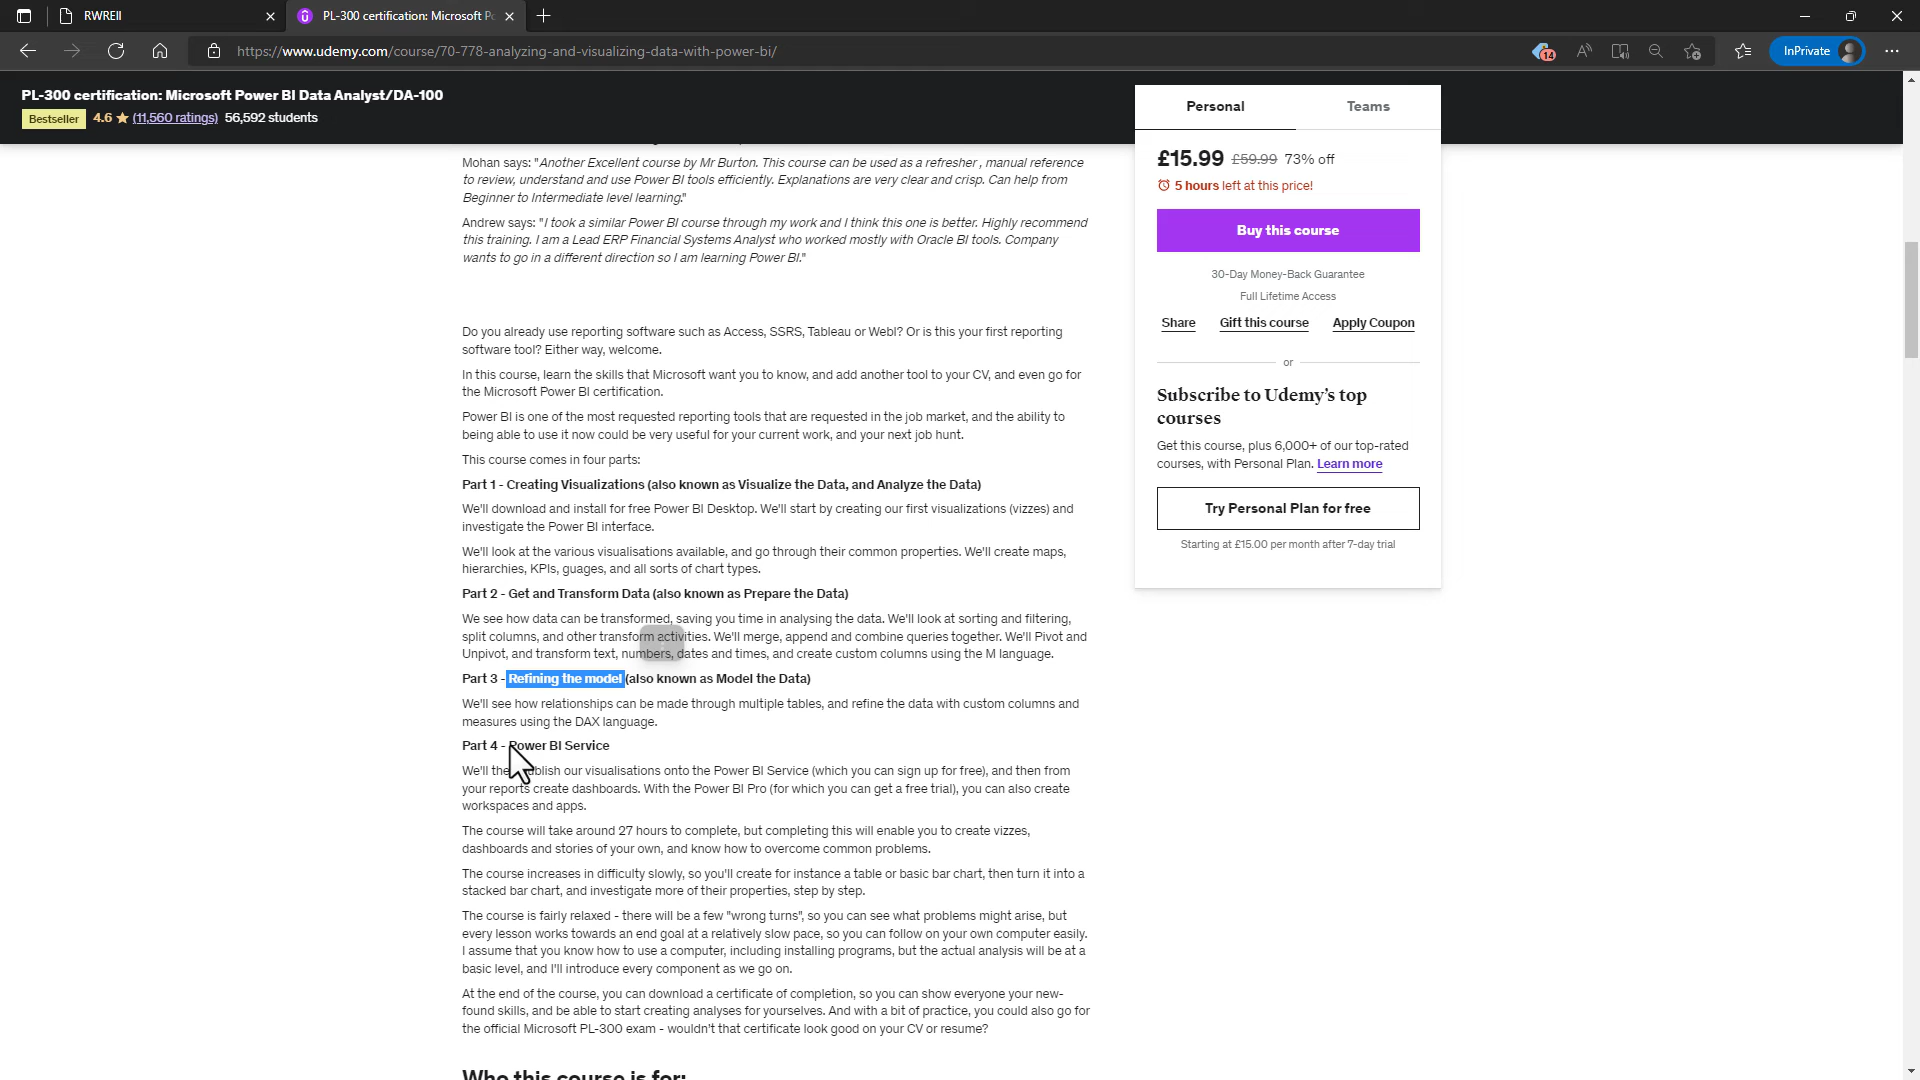 RWREll
PL-300 certification: Microsoft Po
https://www.udemy.com/course/70-778-analyzing-and-visualizing-data-with-power-bi/
14
InPrivate
PL-300 certification: Microsoft Power BI Data Analyst/DA-100
Bestseller 4.6 (11,560 ratings) 56,592 students
Mohan says: "Another Excellent course by Mr Burton. This course can be used as a refresher, manual reference
to review, understand and use Power BI tools efficiently. Explanations are very clear and crisp. Can help from
Beginner to Intermediate level learning."
Andrew says: "I took a similar Power BI course through my work and I think this one is better. Highly recommend
this training. I am a Lead ERP Financial Systems Analyst who worked mostly with Oracle BI tools. Company
wants to go in a different direction so I am learning Power BI."
Do you already use reporting software such as Access, SSRS, Tableau or WebI? Or is this your first reporting
software tool? Either way, welcome.
In this course, learn the skills that Microsoft want you to know, and add another tool to your CV, and even go for
the Microsoft Power BI certification.
Power BI is one of the most requested reporting tools that are requested in the job market, and the ability to
being able to use it now could be very useful for your current work, and your next job hunt.
This course comes in four parts:
Part 1 - Creating Visualizations (also known as Visualize the Data, and Analyze the Data)
We'll download and install for free Power BI Desktop. We'll start by creating our first visualizations (vizzes) and
investigate the Power BI interface.
We'll look at the various visualisations available, and go through their common properties. We'll create maps,
hierarchies, KPIs, guages, and all sorts of chart types.
Part 2 - Get and Transform Data (also known as Prepare the Data)
We see how data can be transformed, saving you time in analysing the data. We'll look at sorting and filtering,
split columns, and other transform activities. We'll merge, append and combine queries together. We'll Pivot and
Unpivot, and transform text, numbers, dates and times, and create custom columns using the M language.
Part 3 - Refining the model (also known as Model the Data)
We'll see how relationships can be made through multiple tables, and refine the data with custom columns and
measures using the DAX language.
Part 4 - Power BI Service
We'll the blish our visualisations onto the Power BI Service (which you can sign up for free), and then from
your reports create dashboards. With the Power BI Pro (for which you can get a free trial), you can also create
workspaces and apps.
The course will take around 27 hours to complete, but completing this will enable you to create vizzes,
dashboards and stories of your own, and know how to overcome common problems.
The course increases in difficulty slowly, so you'll create for instance a table or basic bar chart, then turn it into a
stacked bar chart, and investigate more of their properties, step by step.
The course is fairly relaxed - there will be a few "wrong turns", so you can see what problems might arise, but
every lesson works towards an end goal at a relatively slow pace, so you can follow on your own computer easily.
I assume that you know how to use a computer, including installing programs, but the actual analysis will be at a
basic level, and I'll introduce every component as we go on.
At the end of the course, you can download a certificate of completion, so you can show everyone your new-
found skills, and be able to start creating analyses for yourselves. And with a bit of practice, you could also go for
the official Microsoft PL-300 exam - wouldn't that certificate look good on your CV or resume?
Who this course is for:
Personal Teams
£15.99 £59.99 73% off
5 hours left at this price!
Buy this course
30-Day Money-Back Guarantee
Full Lifetime Access
Share Gift this course Apply Coupon
or
Subscribe to Udemy's top
courses
Get this course, plus 6,000+ of our top-rated
courses, with Personal Plan. Learn more
Try Personal Plan for free
Starting at £15.00 per month after 7-day trial